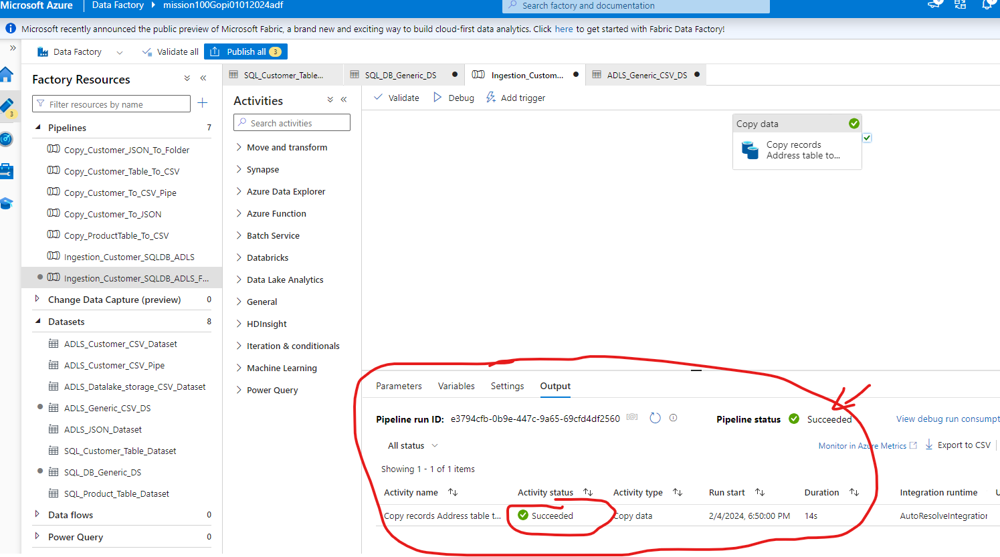 Microsoft Azure
Data Factory
mission100Gopi01012024adf
Search factory and documentation
Microsoft recently announced the public preview of Microsoft Fabric, a brand new and exciting way to build cloud-first data analytics. Click here to get started with Fabric Data Factory!
Data Factory
Validate all
Publish all 3
3
Factory Resources
Filter resources by name
Pipelines 7
Copy_Customer_JSON_To_Folder
Copy_Customer_Table_To_CSV
Copy_Customer_To_CSV_Pipe
Copy_Customer_To_JSON
Copy_ProductTable_To_CSV
Ingestion_Customer_SQLDB_ADLS
Ingestion_Customer_SQLDB_ADLS_F...
Change Data Capture (preview) 0
Datasets 8
ADLS_Customer_CSV_Dataset
ADLS_Customer_CSV_Pipe
ADLS_Datalake_storage_CSV_Dataset
ADLS_Generic_CSV_DS
ADLS_JSON_Dataset
SQL_Customer_Table_Dataset
SQL_DB_Generic_DS
SQL_Product_Table_Dataset
Data flows 0
Power Query 0
SQL_Customer_Table...
SQL_DB_Generic_DS
Ingestion_Custom...
ADLS_Generic_CSV_DS
Activities
Search activities
Move and transform
Synapse
Azure Data Explorer
Azure Function
Batch Service
Databricks
Data Lake Analytics
General
HDInsight
Iteration & conditionals
Machine Learning
Power Query
Validate
Debug
Add trigger
Copy data
Copy records
Address table to...
Parameters
Variables
Settings
Output
Pipeline run ID: e3794cfb-0b9e-447c-9a65-69cfd4df2560
Pipeline status Succeeded
View debug run consumpt
All status
Monitor in Azure Metrics
Export to CSV
Showing 1 - 1 of 1 items
Activity name
Activity status
Activity type
Run start
Duration
Integration runtime
U
Copy records Address table t...
Succeeded
Copy data
2/4/2024, 6:50:00 PM
14s
AutoResolveIntegration